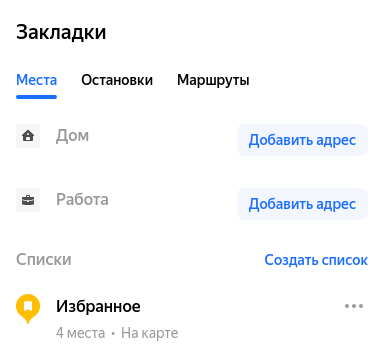 Закладки
Места Остановки Маршруты
Дом Добавить адрес
Работа Добавить адрес
Списки Создать список
Избранное
4 места • На карте